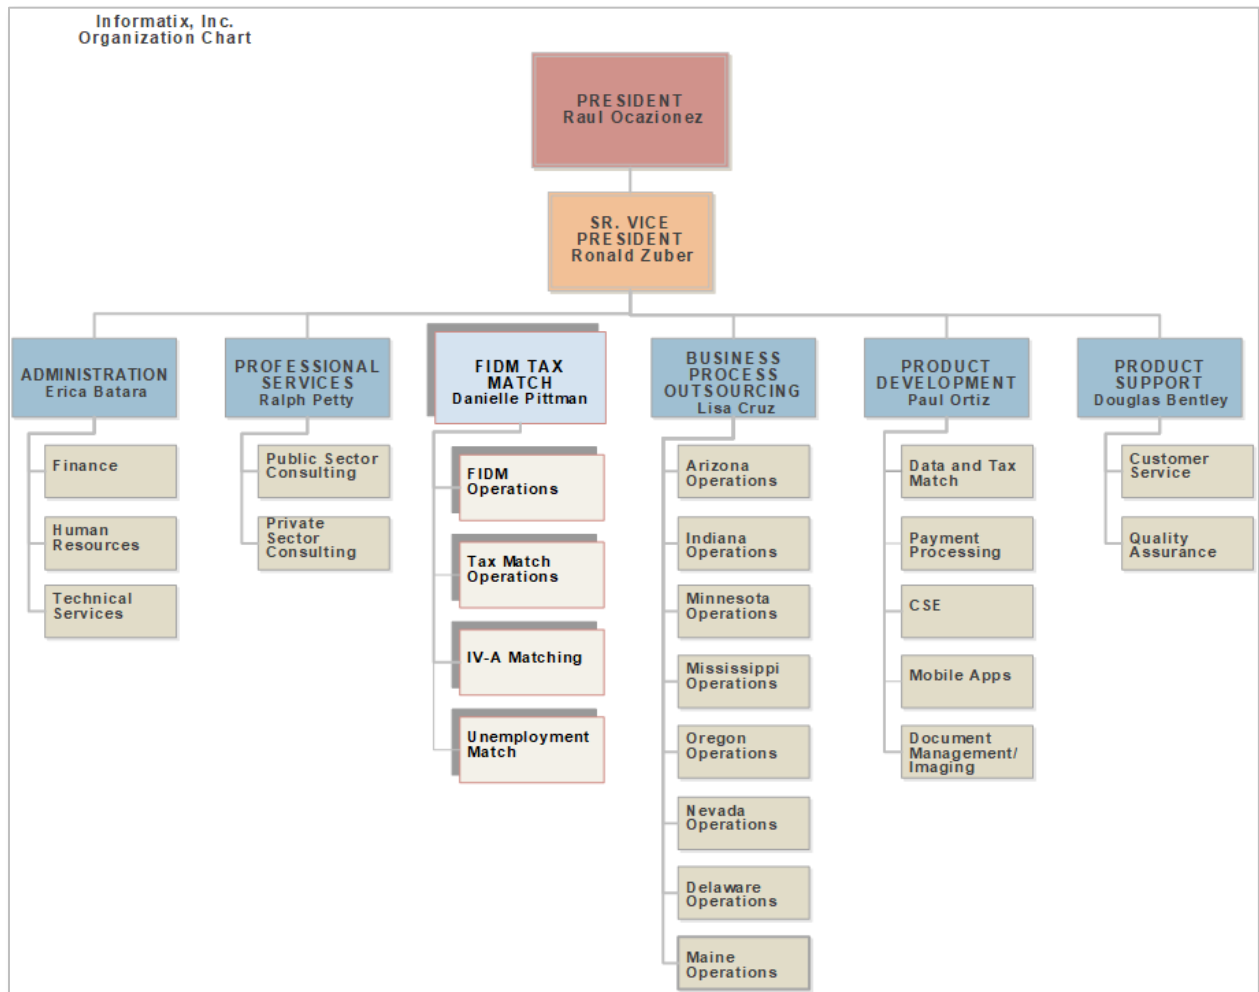 Informatix, Inc.
Organization Chart
PRESIDENT
Raul Ocazionez
SR. VICE
PRESIDENT
Ronald Zuber
ADMINISTRATION
Erica Batara
Finance
Human
Resources
Technical
Services
PROFESSIONAL
SERVICES
Ralph Petty
Public Sector
Consulting
Private
Sector
Consulting
FIDM TAX
MATCH
Danielle Pittman
FIDM
Operations
Tax Match
Operations
IV-A Matching
Unemployment
Match
BUSINESS
PROCESS
OUTSOURCING
Lisa Cruz
Arizona
Operations
Indiana
Operations
Minnesota
Operations
Mississippi
Operations
Oregon
Operations
Nevada
Operations
Delaware
Operations
Maine
Operations
PRODUCT
DEVELOPMENT
Paul Ortiz
Data and Tax
Match
Payment
Processing
CSE
Mobile Apps
Document
Management/
Imaging
PRODUCT
SUPPORT
Douglas Bentley
Customer
Service
Quality
Assurance